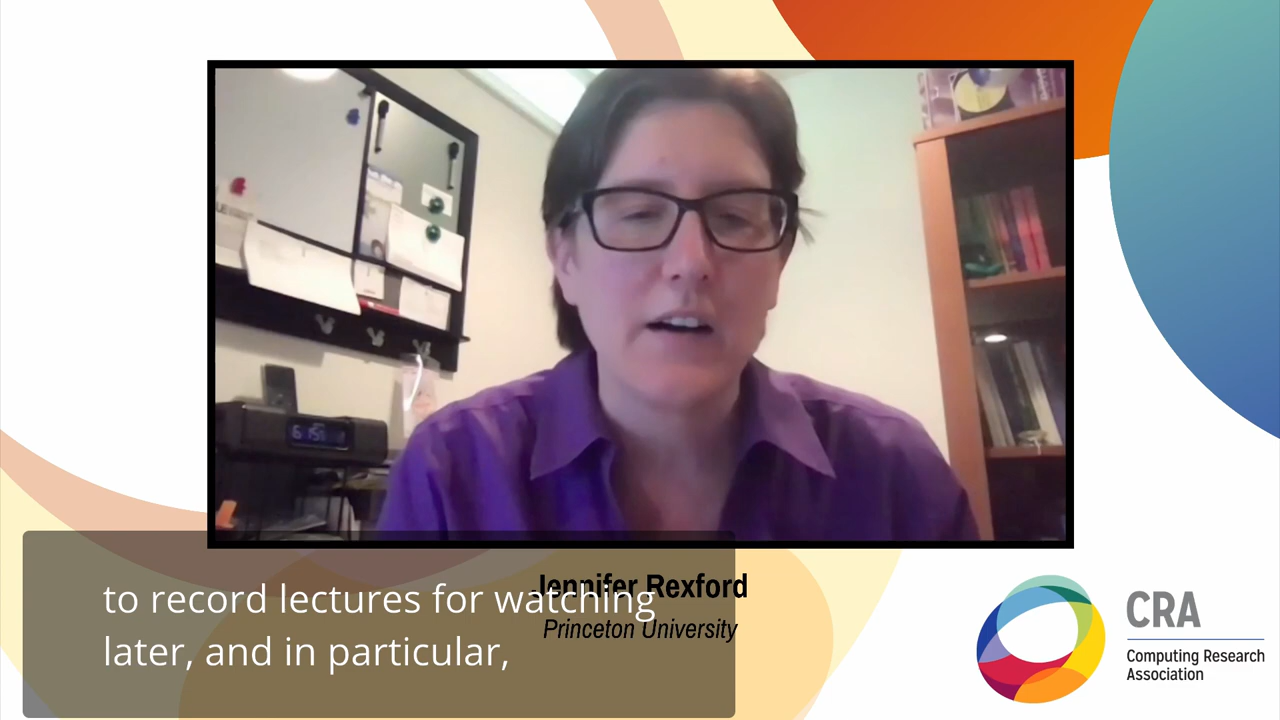 Jennifer Rexford
Princeton University
to record lectures for watching
later, and in particular,
CRA
Computing Research
Association